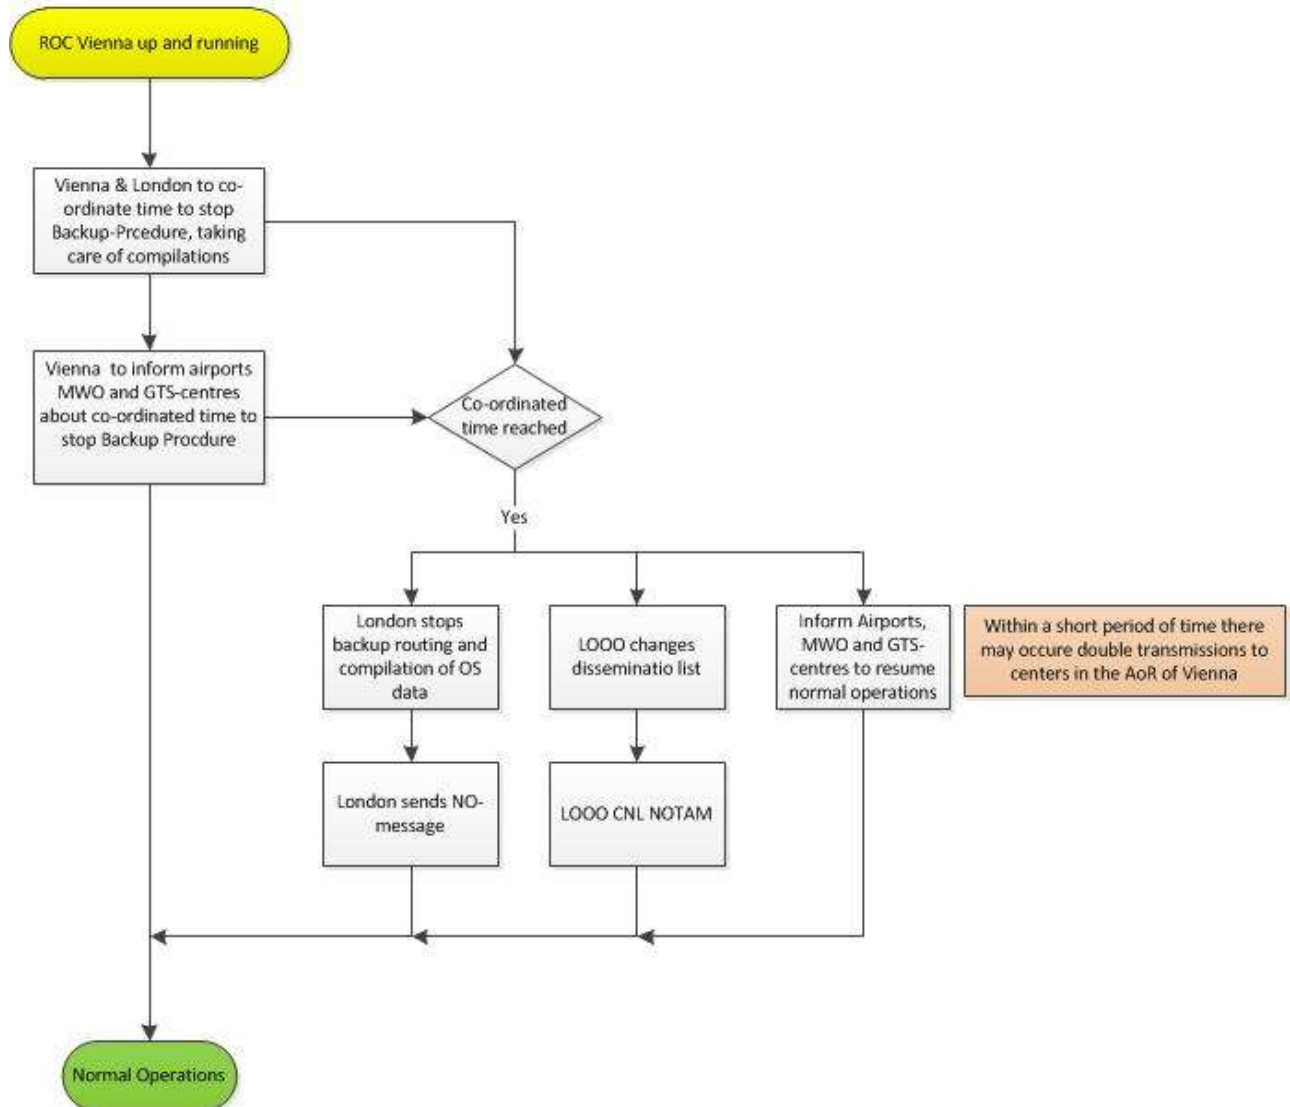 ROC Vienna up and running
Vienna & London to co-
ordinate time to stop
Backup-Prcedure, taking
care of compilations
Vienna  to inform airports
MWO and GTS-centres
about co-ordinated time to
stop Backup Procdure
Co-ordinated
time reached
Yes
London stops
backup routing and
compilation of OS
data
LOOO changes
disseminatio list
Inform Airports,
MWO and GTS-
centres to resume
normal operations
Within a short period of time there
may occure double transmissions to
centers in the AoR of Vienna
London sends NO-
message
LOOO CNL NOTAM
Normal Operations